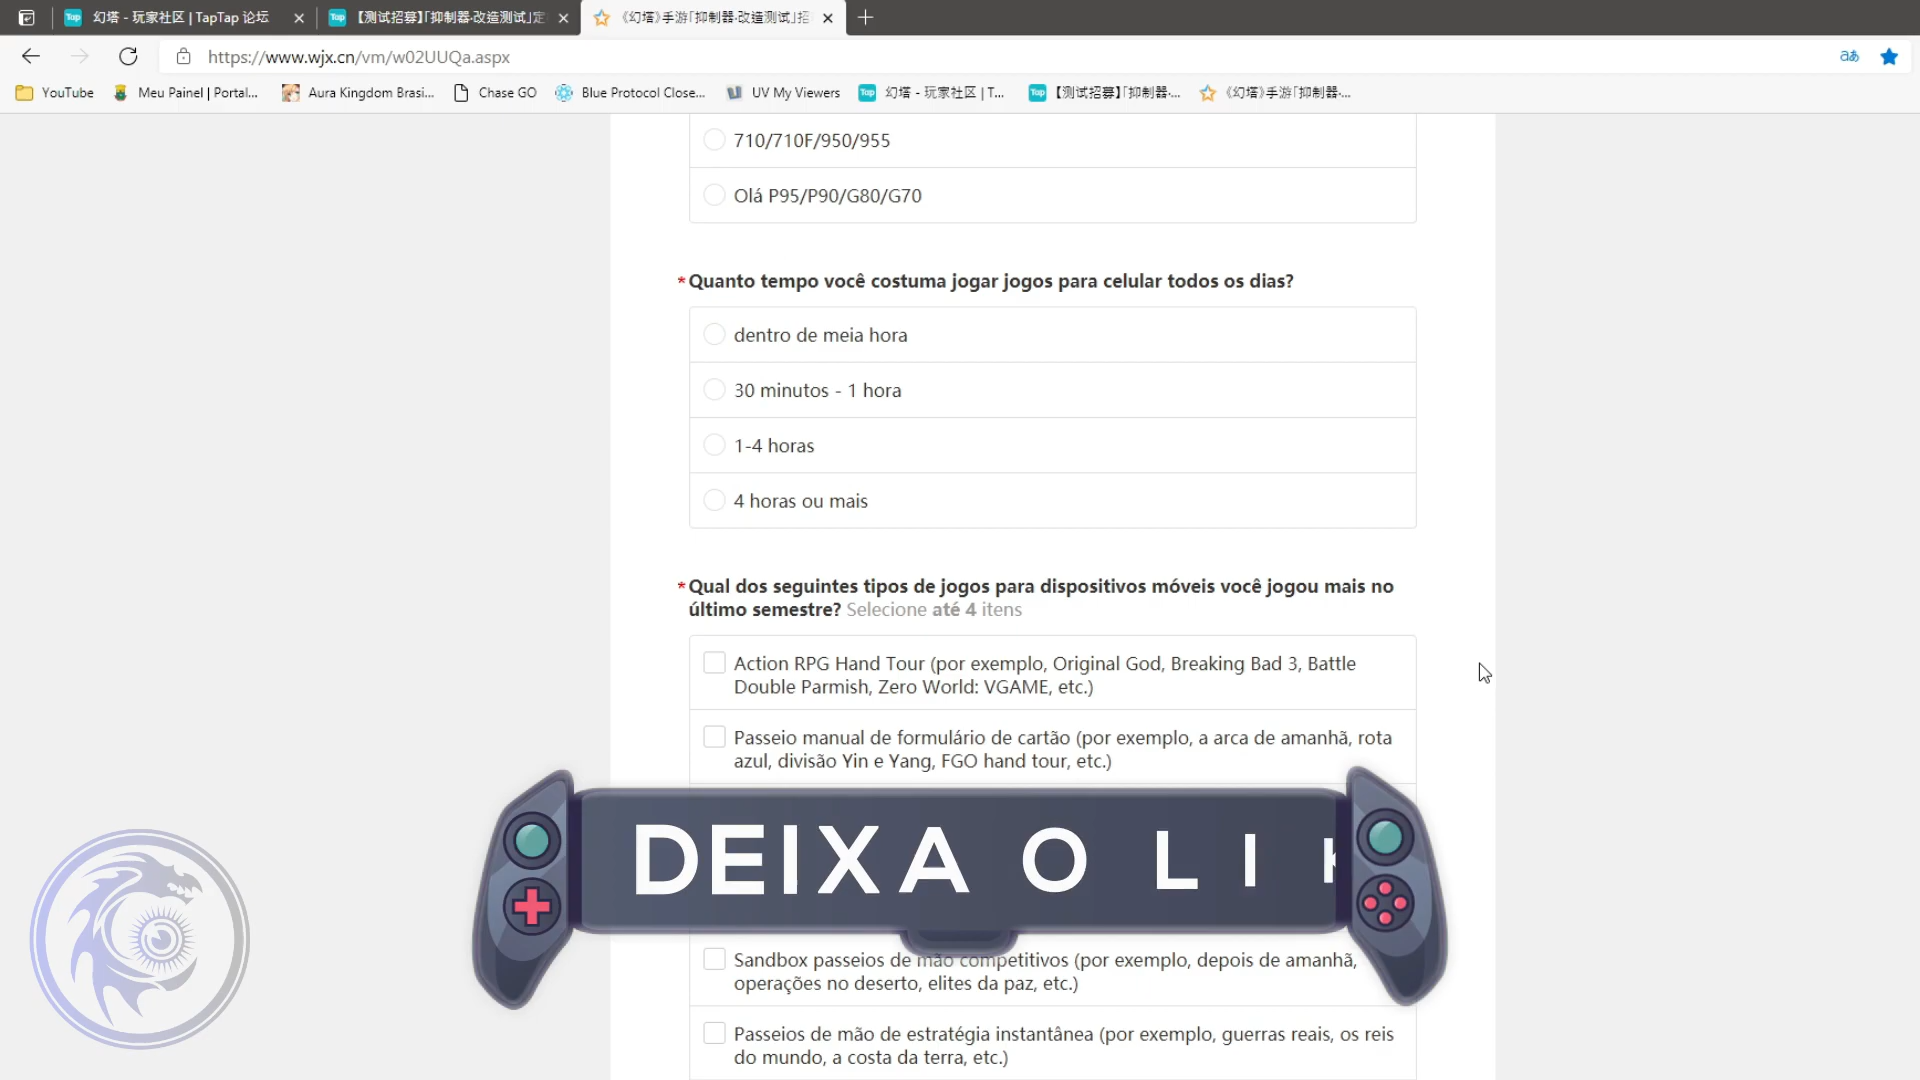 幻塔 - 玩家社区 | TapTap 论坛
【测试招募】「抑制器·改造测试」定
《幻塔》手游「抑制器·改造测试」招
https://www.wjx.cn/vm/w02UUQa.aspx
YouTube
Meu Painel | Portal...
Aura Kingdom Brasi...
Chase GO
Blue Protocol Close...
UV My Viewers
幻塔 - 玩家社区 | T...
【测试招募】「抑制器·...
《幻塔》手游「抑制器·...
710/710F/950/955
Olá P95/P90/G80/G70
*Quanto tempo você costuma jogar jogos para celular todos os dias?
dentro de meia hora
30 minutos - 1 hora
1-4 horas
4 horas ou mais
*Qual dos seguintes tipos de jogos para dispositivos móveis você jogou mais no
último semestre? Selecione até 4 itens
Action RPG Hand Tour (por exemplo, Original God, Breaking Bad 3, Battle
Double Parmish, Zero World: VGAME, etc.)
Passeio manual de formulário de cartão (por exemplo, a arca de amanhã, rota
azul, divisão Yin e Yang, FGO hand tour, etc.)
DEIXA O LI
Sandbox passeios de mão competitivos (por exemplo, depois de amanhã,
operações no deserto, elites da paz, etc.)
Passeios de mão de estratégia instantânea (por exemplo, guerras reais, os reis
do mundo, a costa da terra, etc.)